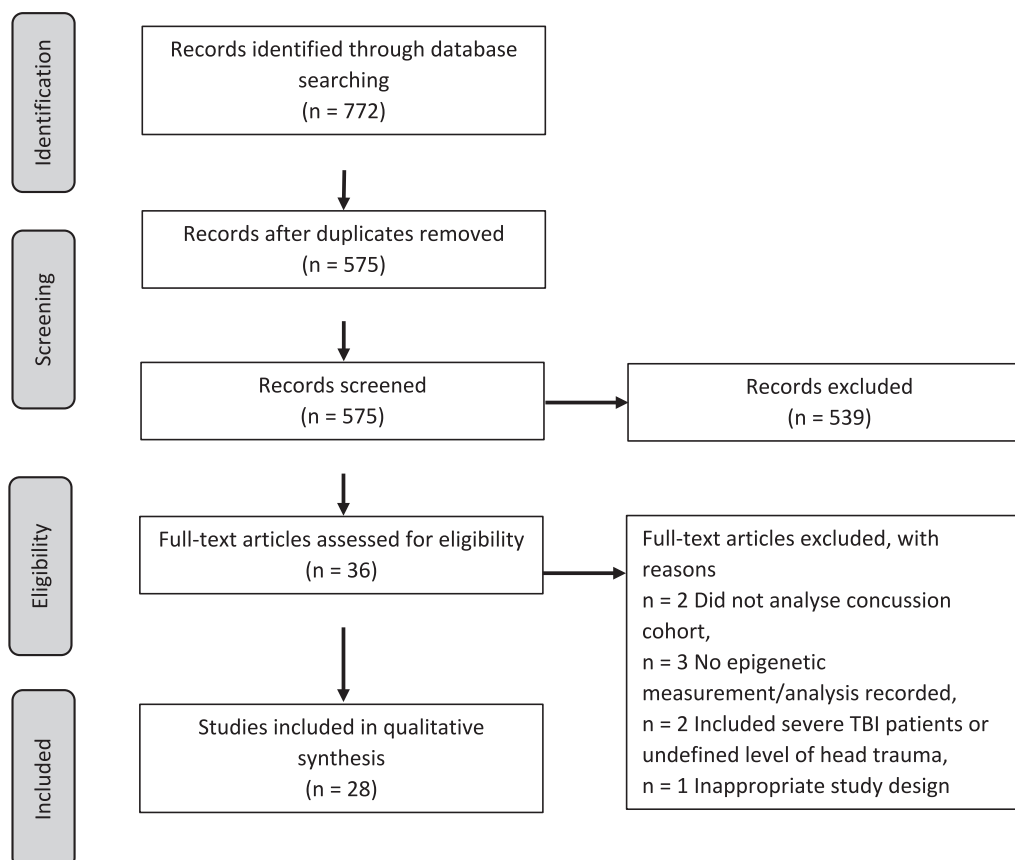 Identification
Records identified through database
searching
(n = 772)
Records after duplicates removed
(n = 575)
Screening
Records screened
(n = 575)
Records excluded
(n = 539)
Eligibility
Full-text articles assessed for eligibility
(n = 36)
Full-text articles excluded, with
reasons
n = 2 Did not analyse concussion
cohort,
n = 3 No epigenetic
measurement/analysis recorded,
n = 2 Included severe TBI patients or
undefined level of head trauma,
n = 1 Inappropriate study design
Included
Studies included in qualitative
synthesis
(n = 28)